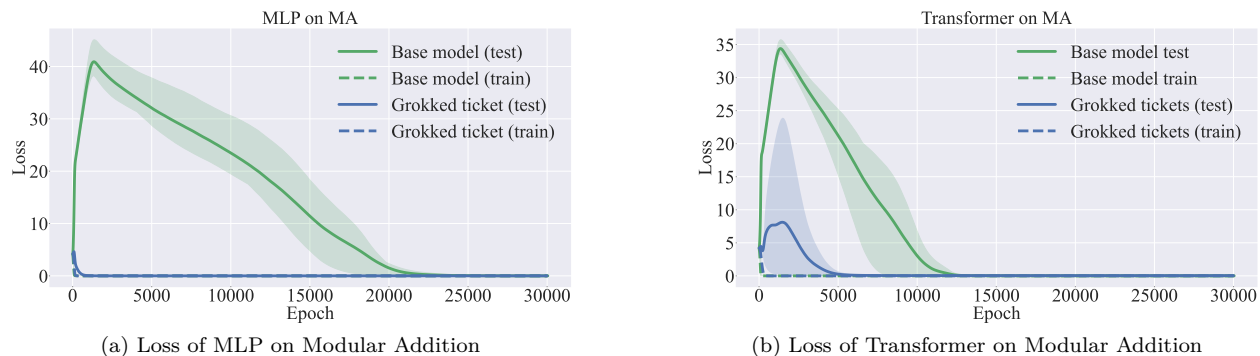 MLP on MA
Loss
40
30
20
10
0
Base model (test)
Base model (train)
Grokked ticket (test)
Grokked ticket (train)
0 5000 10000 15000 20000 25000 30000
Epoch
(a) Loss of MLP on Modular Addition
Transformer on MA
Loss
35
30
25
20
15
10
5
0
Base model test
Base model train
Grokked tickets (test)
Grokked tickets (train)
0 5000 10000 15000 20000 25000 30000
Epoch
(b) Loss of Transformer on Modular Addition